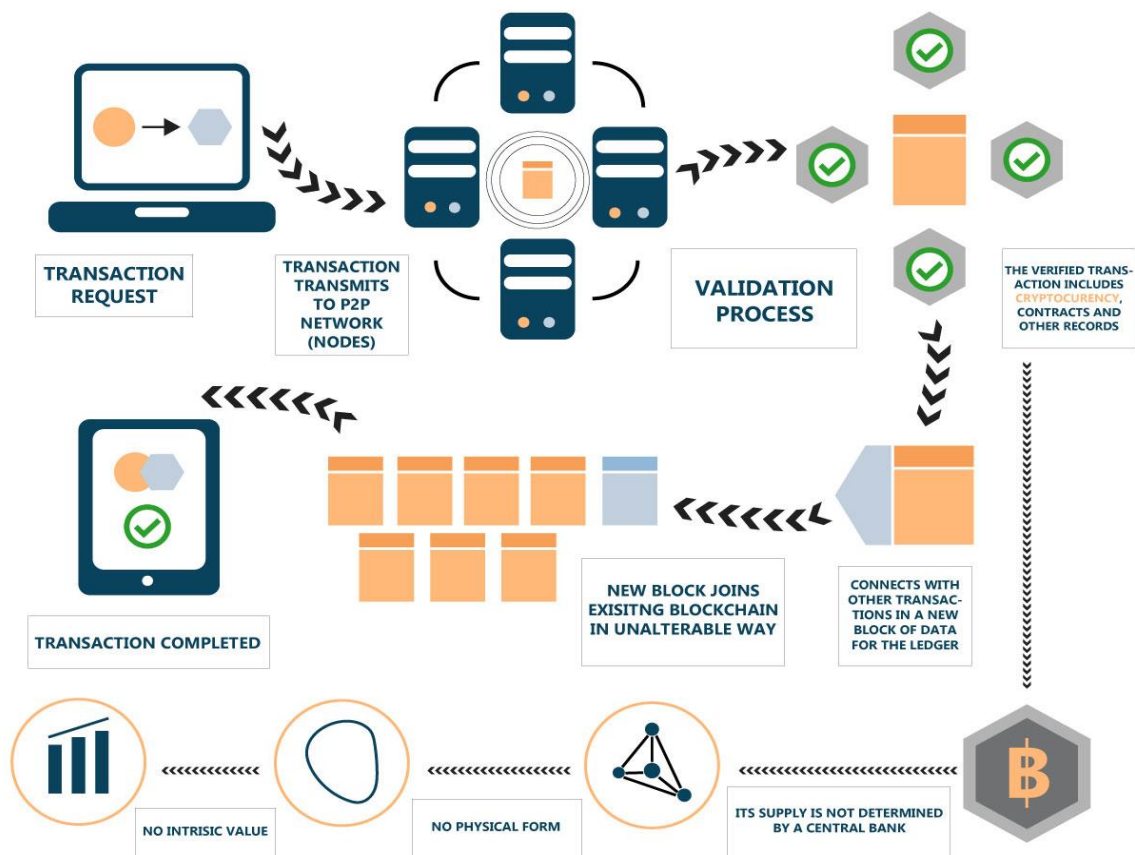 TRANSACTION
REQUEST
TRANSACTION
TRANSMITS
TO P2P
NETWORK
(NODES)
VALIDATION
PROCESS
THE VERIFIED TRANS-
ACTION INCLUDES
CRYPTOCURENCY,
CONTRACTS AND
OTHER RECORDS
CONNECTS WITH
OTHER TRANSAC-
TIONS IN A NEW
BLOCK OF DATA
FOR THE LEDGER
NEW BLOCK JOINS
EXISITNG BLOCKCHAIN
IN UNALTERABLE WAY
TRANSACTION COMPLETED
ITS SUPPLY IS NOT DETERMINED
BY A CENTRAL BANK
NO PHYSICAL FORM
NO INTRISIC VALUE